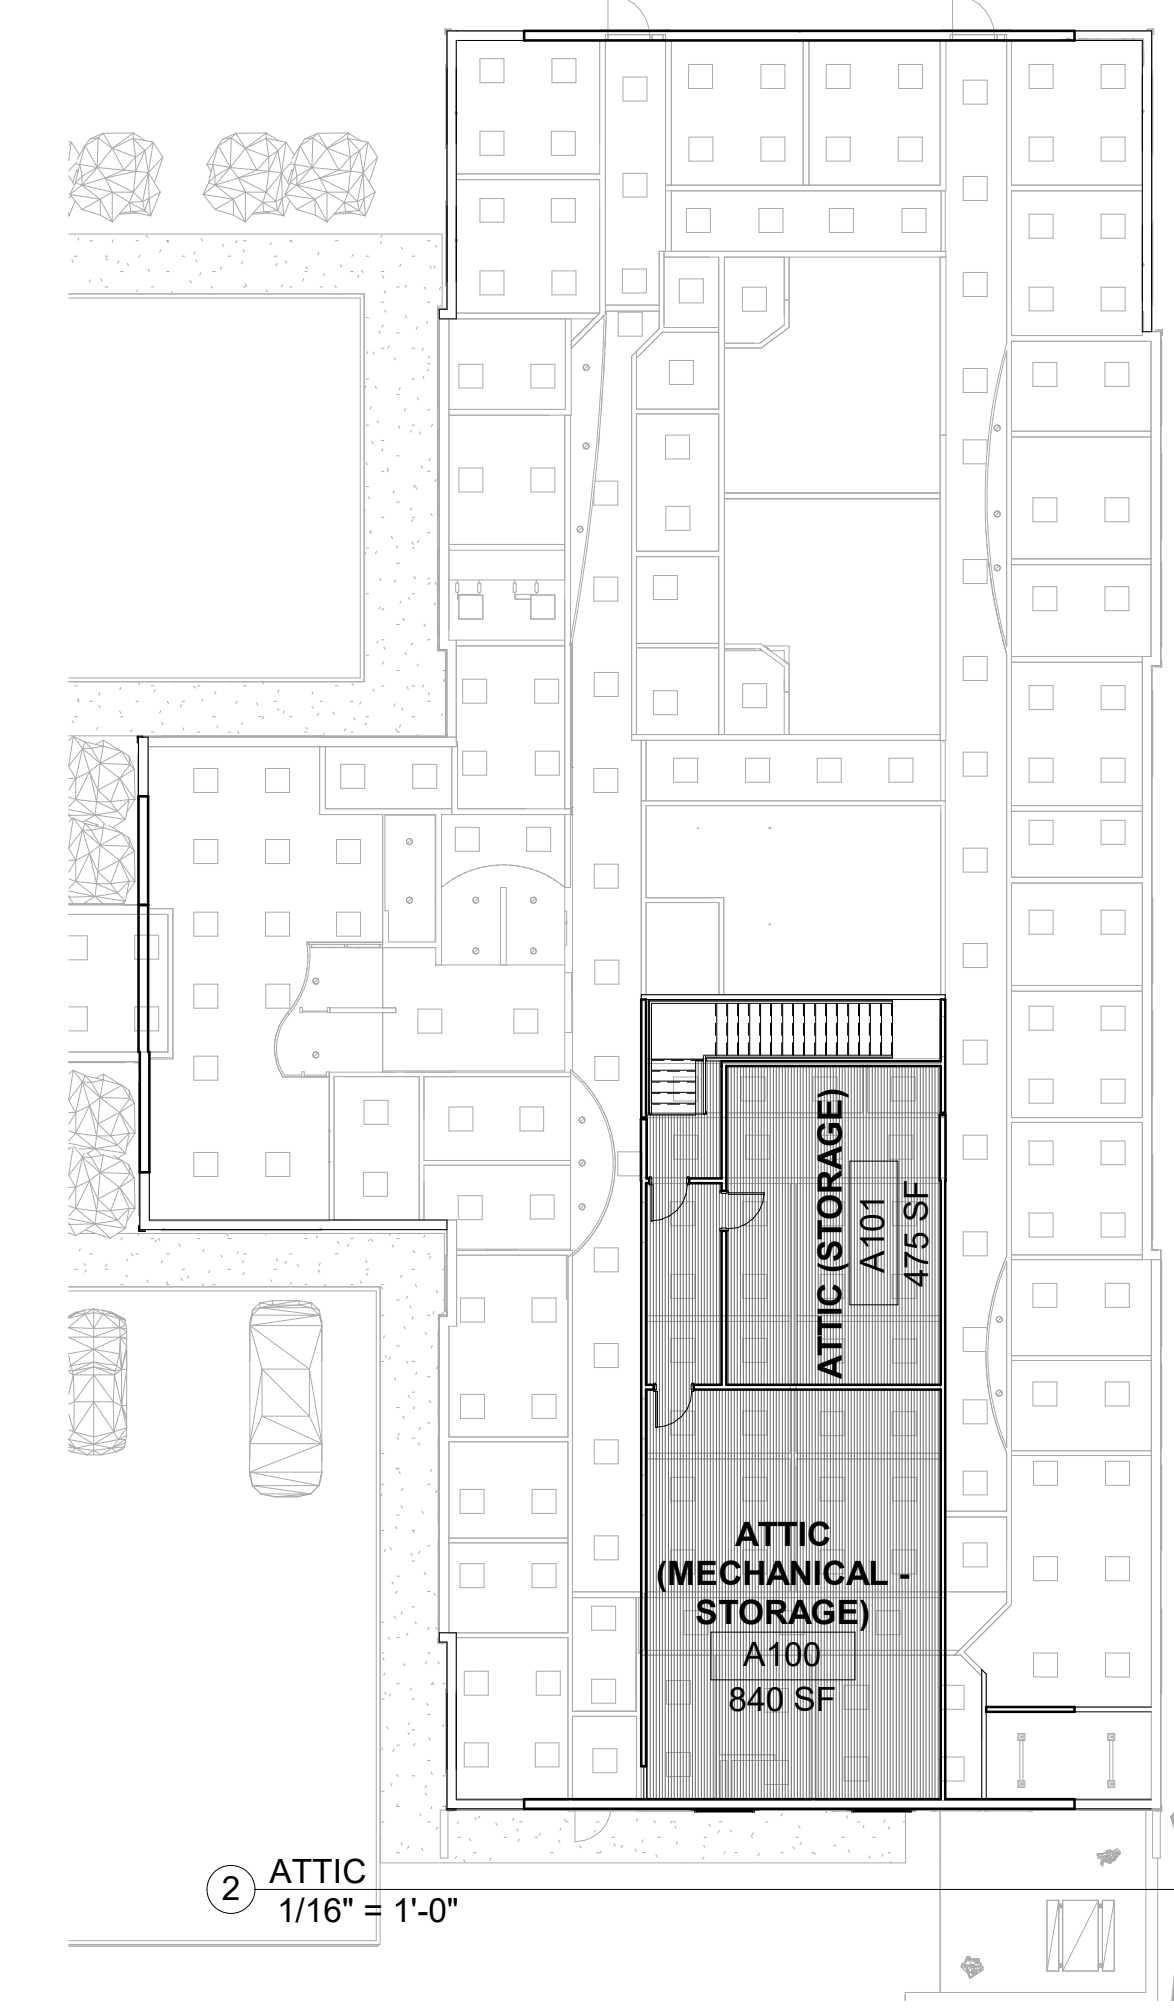 ATTIC (STORAGE)
A101
475 SF
ATTIC
(MECHANICAL -
STORAGE)
A100
840 SF
2
ATTIC
1/16" = 1'-0"